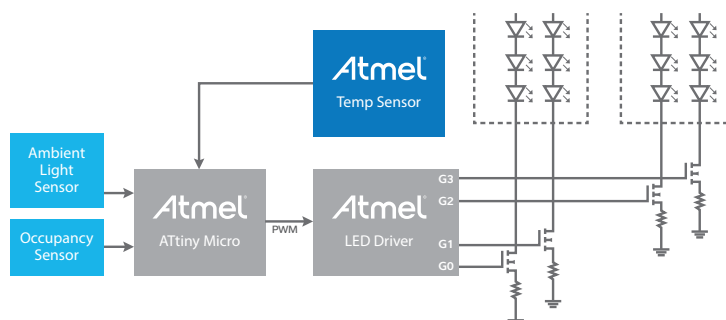 Atmel®
Temp Sensor
Ambient
Light
Sensor
Occupancy
Sensor
Atmel®
ATtiny Micro
PWM
Atmel®
LED Driver
G3
G2
G1
G0